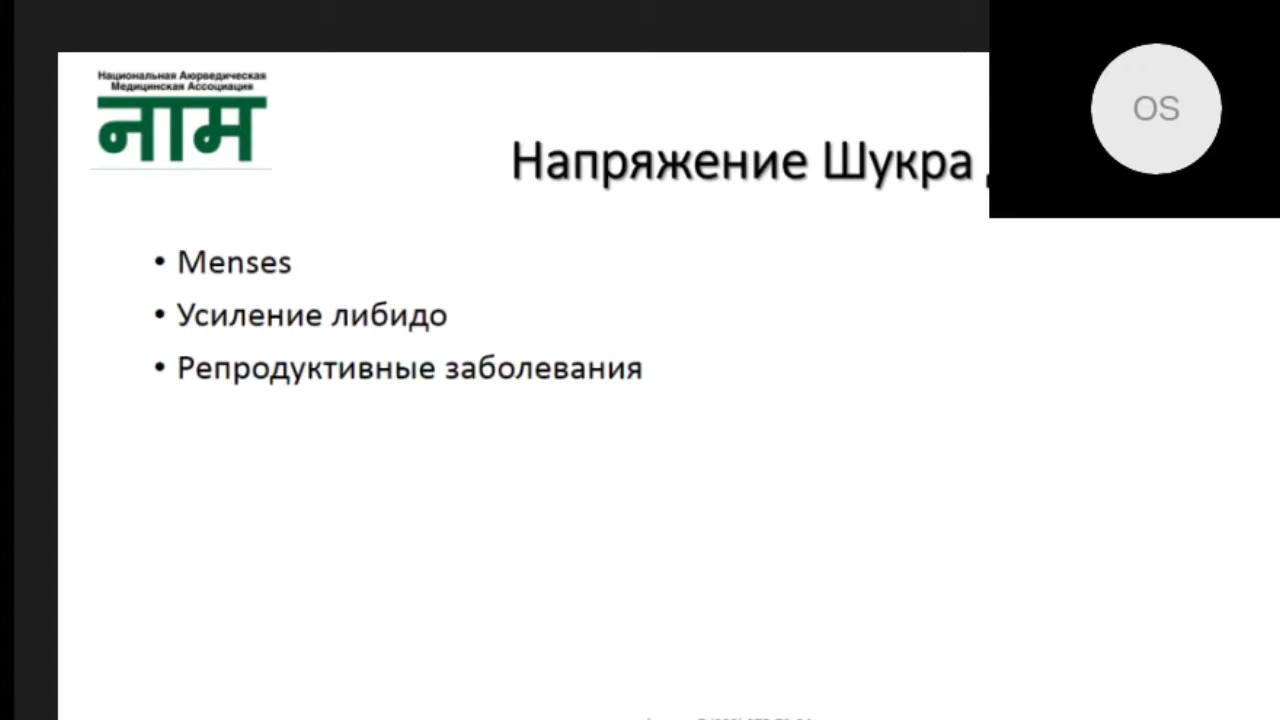 Национальная Аюрведическая
Медицинская Ассоциация
नाम
Напряжение Шукра
OS
• Menses
• Усиление либидо
• Репродуктивные заболевания